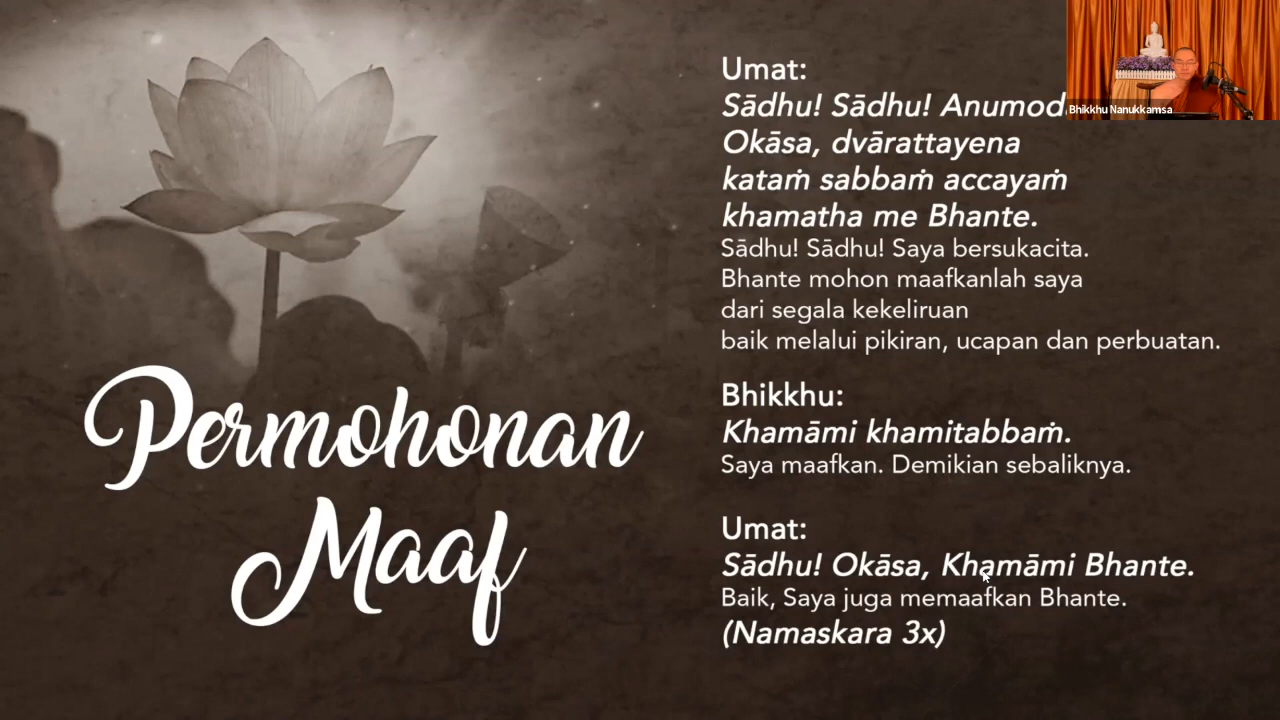 Permohonan
Maaf
Umat:
Sādhu! Sādhu! Anumod
Okāsa, dvārattayena
kataṁ sabbaṁ accayaṁ
khamatha me Bhante.
Sādhu! Sādhu! Saya bersukacita.
Bhante mohon maafkanlah saya
dari segala kekeliruan
baik melalui pikiran, ucapan dan perbuatan.
Bhikkhu:
Khamāmi khamitabbaṁ.
Saya maafkan. Demikian sebaliknya.
Umat:
Sādhu! Okāsa, Khamāmi Bhante.
Baik, Saya juga memaafkan Bhante.
(Namaskara 3x)
Bhikkhu Nanukkamsa